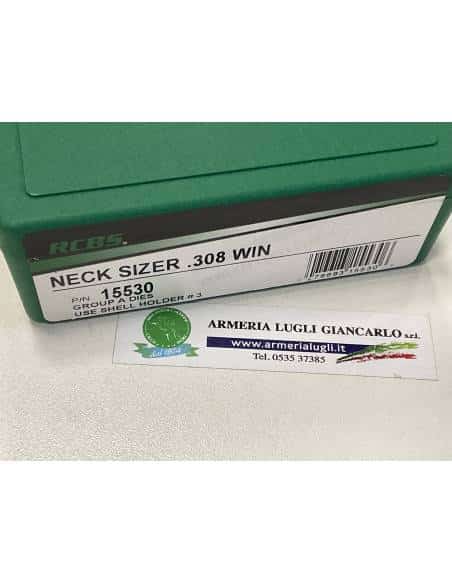 RCBS.
NECK SIZER .308 WIN
P/N 15530
GROUP A DIES
USE SHELL HOLDER # 3
ARMERIA LUGLI GIANCARLO s.r.l.
www.armerialugli.it
Tel. 0535 37385